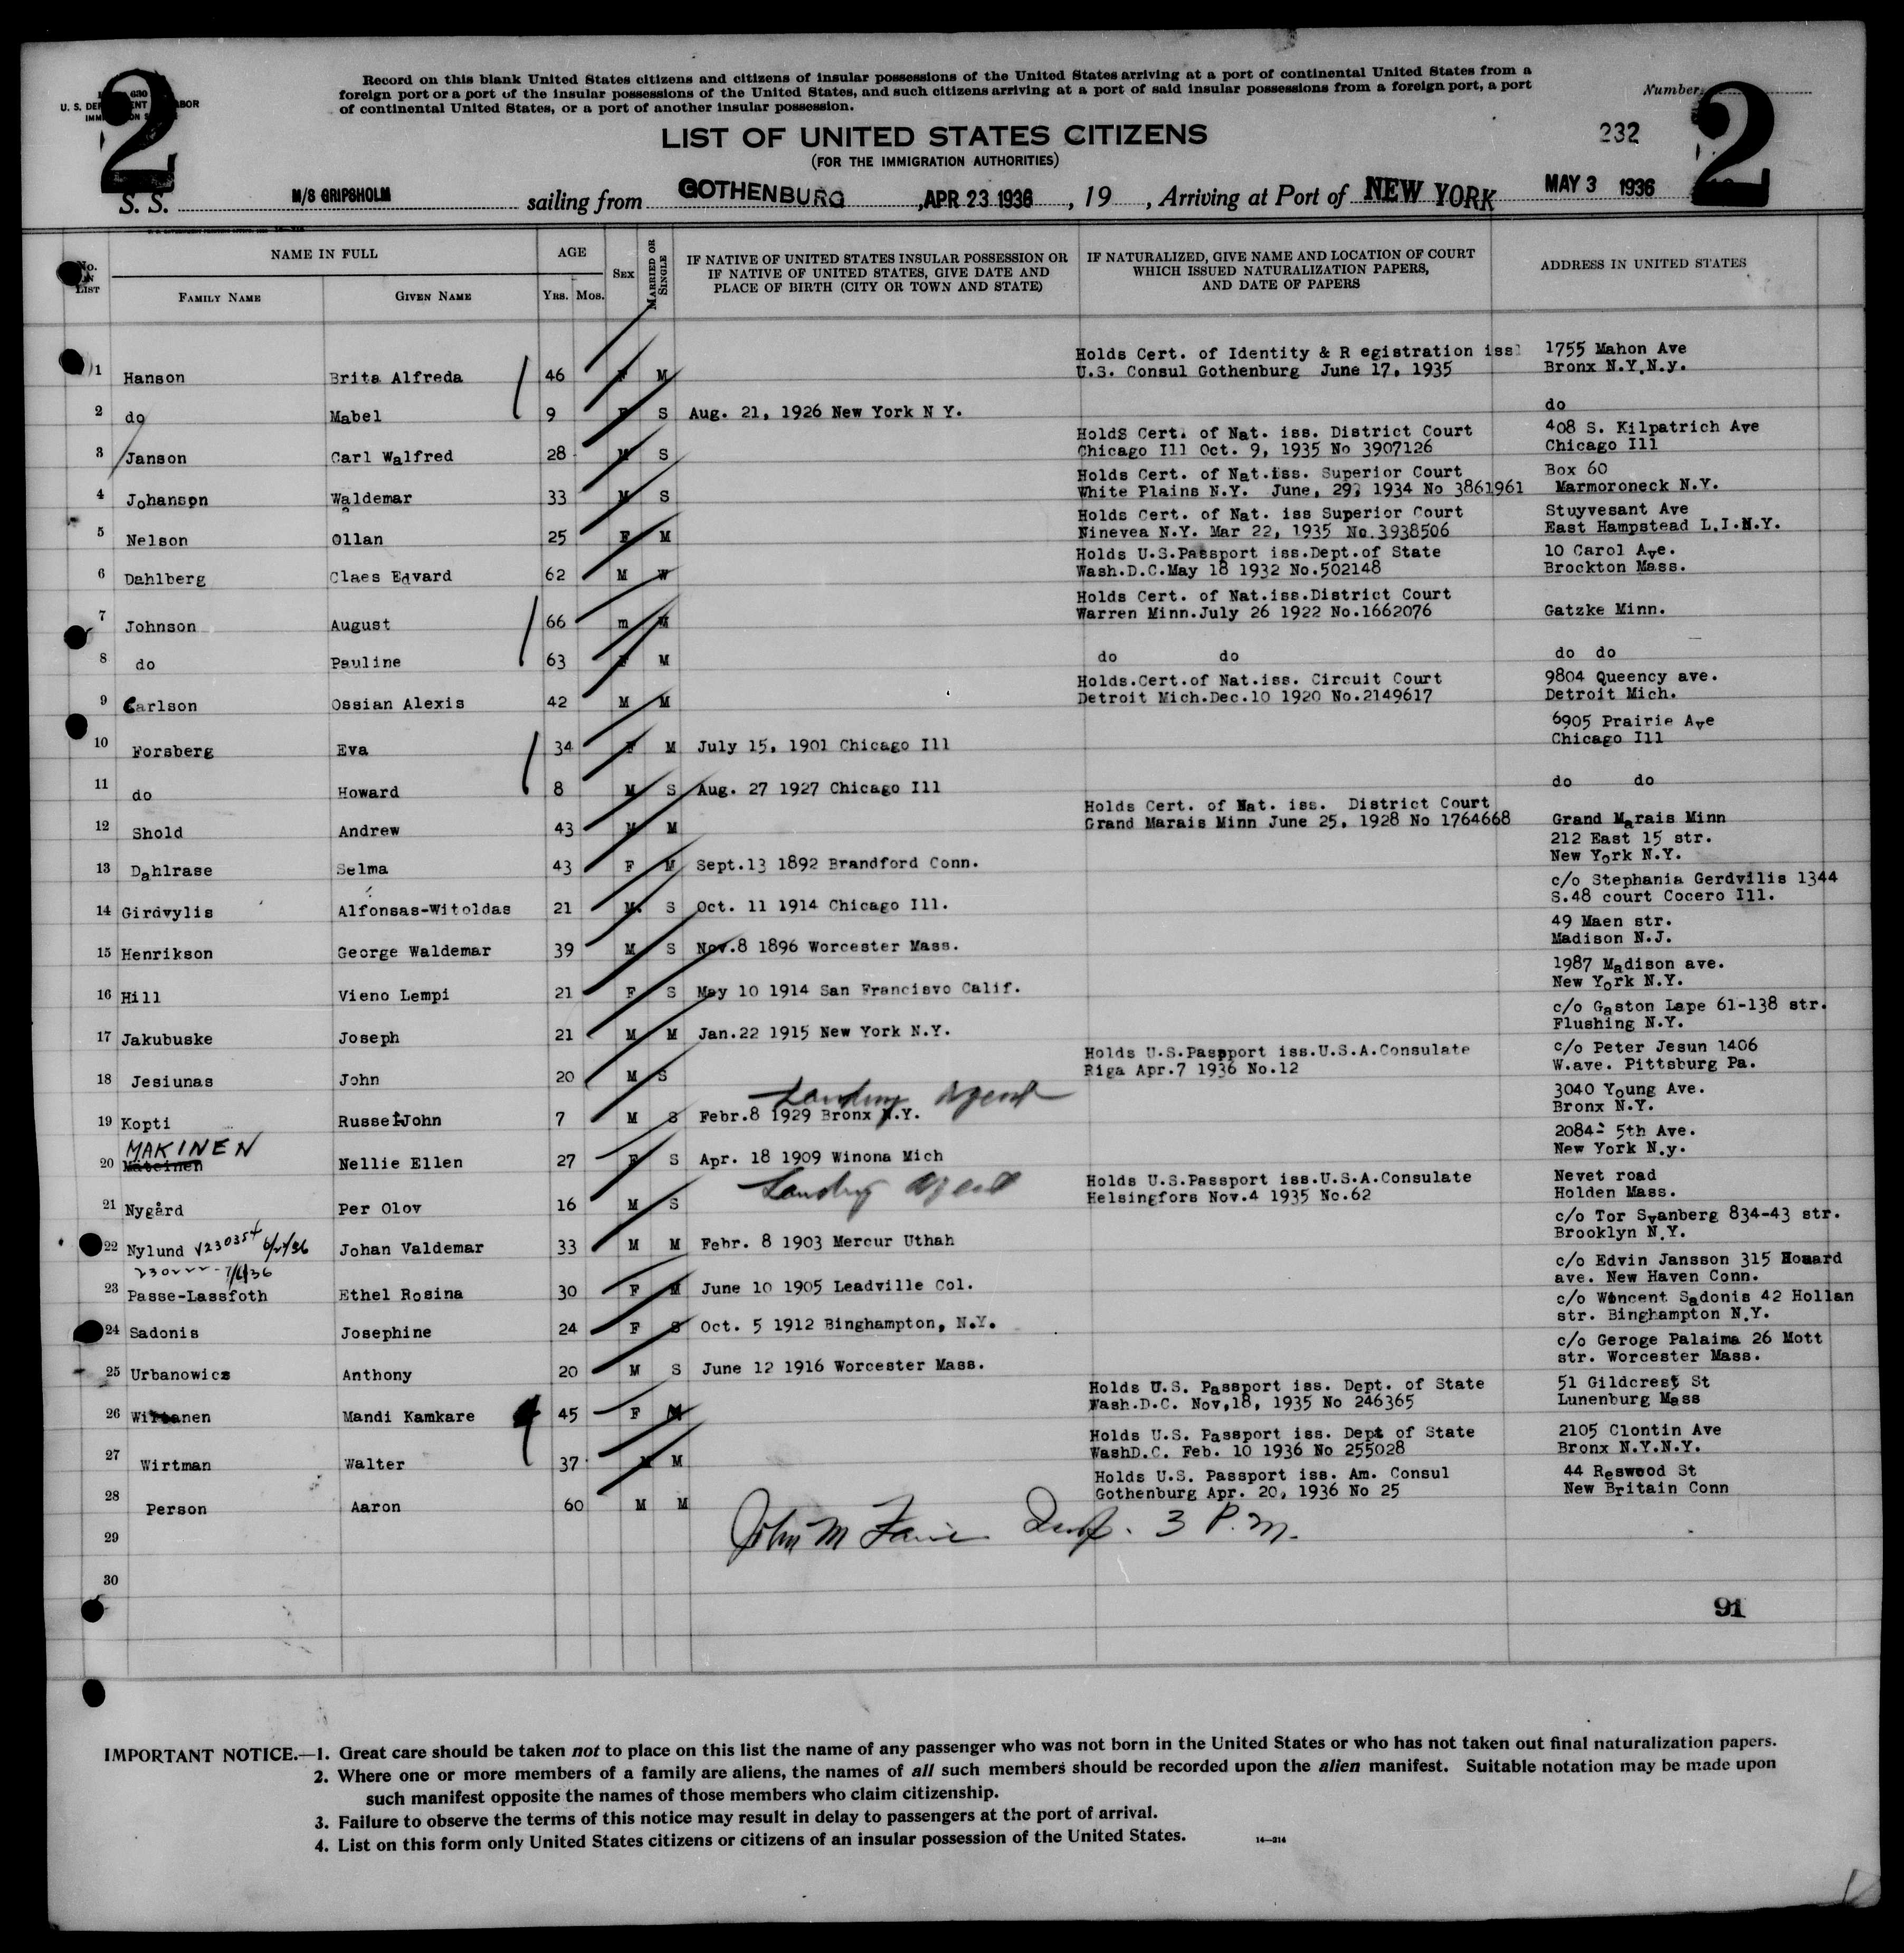 2
U. S. DEPARTMENT OF LABOR
Record on this blank United States citizens and citizens of insular possessions of the United States arriving at a port of continental United States from a
foreign port or a port of the insular possessions of the United States, and such citizens arriving at a port of said insular possessions from a foreign port, a port
of continental United States, or a port of another insular possession.
Number
2
LIST OF UNITED STATES CITIZENS
232
(FOR THE IMMIGRATION AUTHORITIES)
S. S. M/S GRIPSHOLM sailing from GOTHENBURG ,APR 23 1936 , 19 , Arriving at Port of NEW YORK MAY 3 1936
No. IN LIST
NAME IN FULL
FAMILY NAME
GIVEN NAME
AGE
YRS. MOS.
SEX
MARRIED OR SINGLE
IF NATIVE OF UNITED STATES INSULAR POSSESSION OR
IF NATIVE OF UNITED STATES, GIVE DATE AND
PLACE OF BIRTH (CITY OR TOWN AND STATE)
IF NATURALIZED, GIVE NAME AND LOCATION OF COURT
WHICH ISSUED NATURALIZATION PAPERS,
AND DATE OF PAPERS
ADDRESS IN UNITED STATES
Holds Cert. of Identity & R egistration iss 1755 Mahon Ave
1 Hanson Brita Alfreda 46 F M U.S. Consul Gothenburg June 17, 1935 Bronx N.Y.N.y.
2 do Mabel 9 F S Aug. 21, 1926 New York N Y. do
Holds Cert. of Nat. iss. District Court 408 S. Kilpatrich Ave
3 Janson Carl Walfred 28 M S Chicago Ill Oct. 9, 1935 No 3907126 Chicago Ill
Holds Cert. of Nat.iss. Superior Court Box 60
4 Johanson Waldemar 33 M S White Plains N.Y. June, 29, 1934 No 3861961 Marmoroneck N.Y.
Holds Cert. of Nat. iss Superior Court Stuyvesant Ave
5 Nelson Ollan 25 F M Ninevea N.Y. Mar 22, 1935 No.3938506 East Hampstead L.I.N.Y.
Holds U.S.Passport iss.Dept.of State 10 Carol Ave.
6 Dahlberg Claes Edvard 62 M W Wash.D.C.May 18 1932 No.502148 Brockton Mass.
Holds Cert. of Nat.iss.District Court
7 Johnson August 66 m M Warren Minn.July 26 1922 No.1662076 Gatzke Minn.
8 do Pauline 63 F M do do do do
Holds.Cert.of Nat.iss. Circuit Court 9804 Queency ave.
9 Carlson Ossian Alexis 42 M M Detroit Mich.Dec.10 1920 No.2149617 Detroit Mich.
6905 Prairie Ave
10 Forsberg Eva 34 F M July 15, 1901 Chicago Ill Chicago Ill
11 do Howard 8 M S Aug. 27 1927 Chicago Ill do do
Holds Cert. of Nat. iss. District Court
12 Shold Andrew 43 M M Grand Marais Minn June 25, 1928 No 1764668 Grand Marais Minn
212 East 15 str.
13 Dahlrase Selma 43 F M Sept.13 1892 Brandford Conn. New York N.Y.
c/o Stephania Gerdvilis 1344
14 Girdvylis Alfonsas-Witoldas 21 M. S Oct. 11 1914 Chicago Ill. S.48 court Cocero Ill.
49 Maen str.
15 Henrikson George Waldemar 39 M S Nov.8 1896 Worcester Mass. Madison N.J.
1987 Madison ave.
16 Hill Vieno Lempi 21 F S May 10 1914 San Francisvo Calif. New York N.Y.
c/o Gaston Lape 61-138 str.
17 Jakubuske Joseph 21 M M Jan.22 1915 New York N.Y. Flushing N.Y.
Holds U.S.Passport iss.U.S.A.Consulate c/o Peter Jesun 1406
18 Jesiunas John 20 M S Riga Apr.7 1936 No.12 W.ave. Pittsburg Pa.
Landing Agent 3040 Young Ave.
19 Kopti Russel-John 7 M S Febr.8 1929 Bronx N.Y. Bronx N.Y.
MAKINEN 2084- 5th Ave.
20 Mäteinen Nellie Ellen 27 F S Apr. 18 1909 Winona Mich New York N.y.
Landing Agent Holds U.S.Passport iss.U.S.A.Consulate Nevet road
21 Nygård Per Olov 16 M S Helsingfors Nov.4 1935 No.62 Holden Mass.
c/o Tor Svanberg 834-43 str.
22 Nylund V230354 Johan Valdemar 33 M M Febr. 8 1903 Mercur Uthah Brooklyn N.Y.
c/o Edvin Jansson 315 Howard
23 Passe-Lassfoth Ethel Rosina 30 F M June 10 1905 Leadville Col. ave. New Haven Conn.
c/o Wincent Sadonis 42 Hollan
24 Sadonis Josephine 24 F S Oct. 5 1912 Binghampton, N.Y. str. Binghampton N.Y.
c/o Geroge Palaima 26 Mott
25 Urbanowics Anthony 20 M S June 12 1916 Worcester Mass. str. Worcester Mass.
Holds U.S. Passport iss. Dept. of State 51 Gildcrest St
26 Wirtanen Mandi Kamkare 45 F M Wash.D.C. Nov,18, 1935 No 246365 Lunenburg Mass
Holds U.S. Passport iss. Dept of State 2105 Clontin Ave
27 Wirtman Walter 37 M M WashD.C. Feb. 10 1936 No 255028 Bronx N.Y.N.Y.
Holds U.S. Passport iss. Am. Consul 44 Reswood St
28 Person Aaron 60 M M Gothenburg Apr. 20, 1936 No 25 New Britain Conn
29 John M 3 P.m.
30
91
IMPORTANT NOTICE.—1. Great care should be taken not to place on this list the name of any passenger who was not born in the United States or who has not taken out final naturalization papers.
2. Where one or more members of a family are aliens, the names of all such members should be recorded upon the alien manifest. Suitable notation may be made upon
such manifest opposite the names of those members who claim citizenship.
3. Failure to observe the terms of this notice may result in delay to passengers at the port of arrival.
4. List on this form only United States citizens or citizens of an insular possession of the United States. 14—214